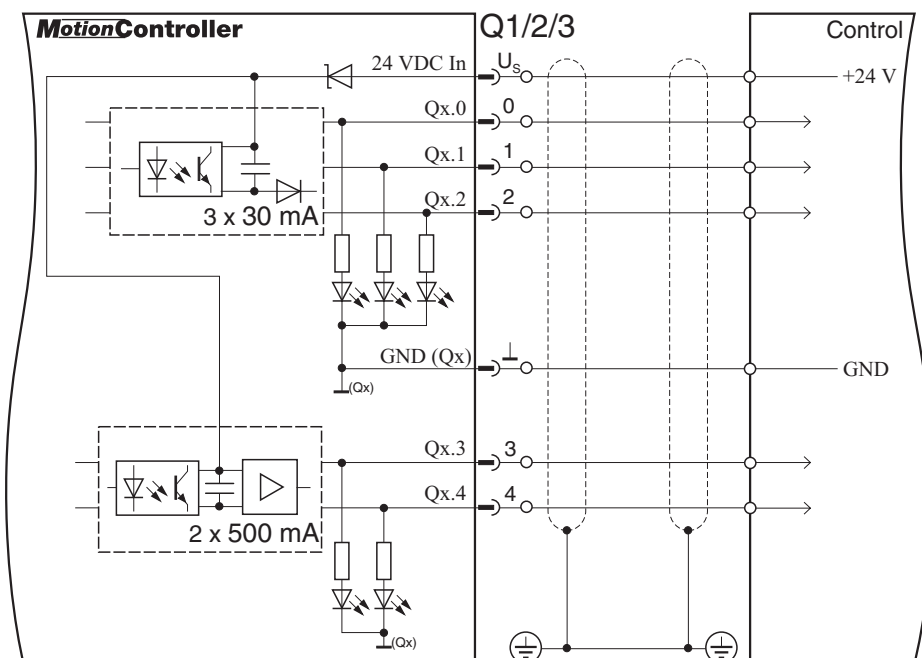 MotionController
Q1/2/3
Control
24 VDC In
Us
+24 V
Qx.0
0
Qx.1
1
Qx.2
2
3 x 30 mA
GND (Qx)
GND
(Qx)
Qx.3
3
Qx.4
4
2 x 500 mA
(Qx)